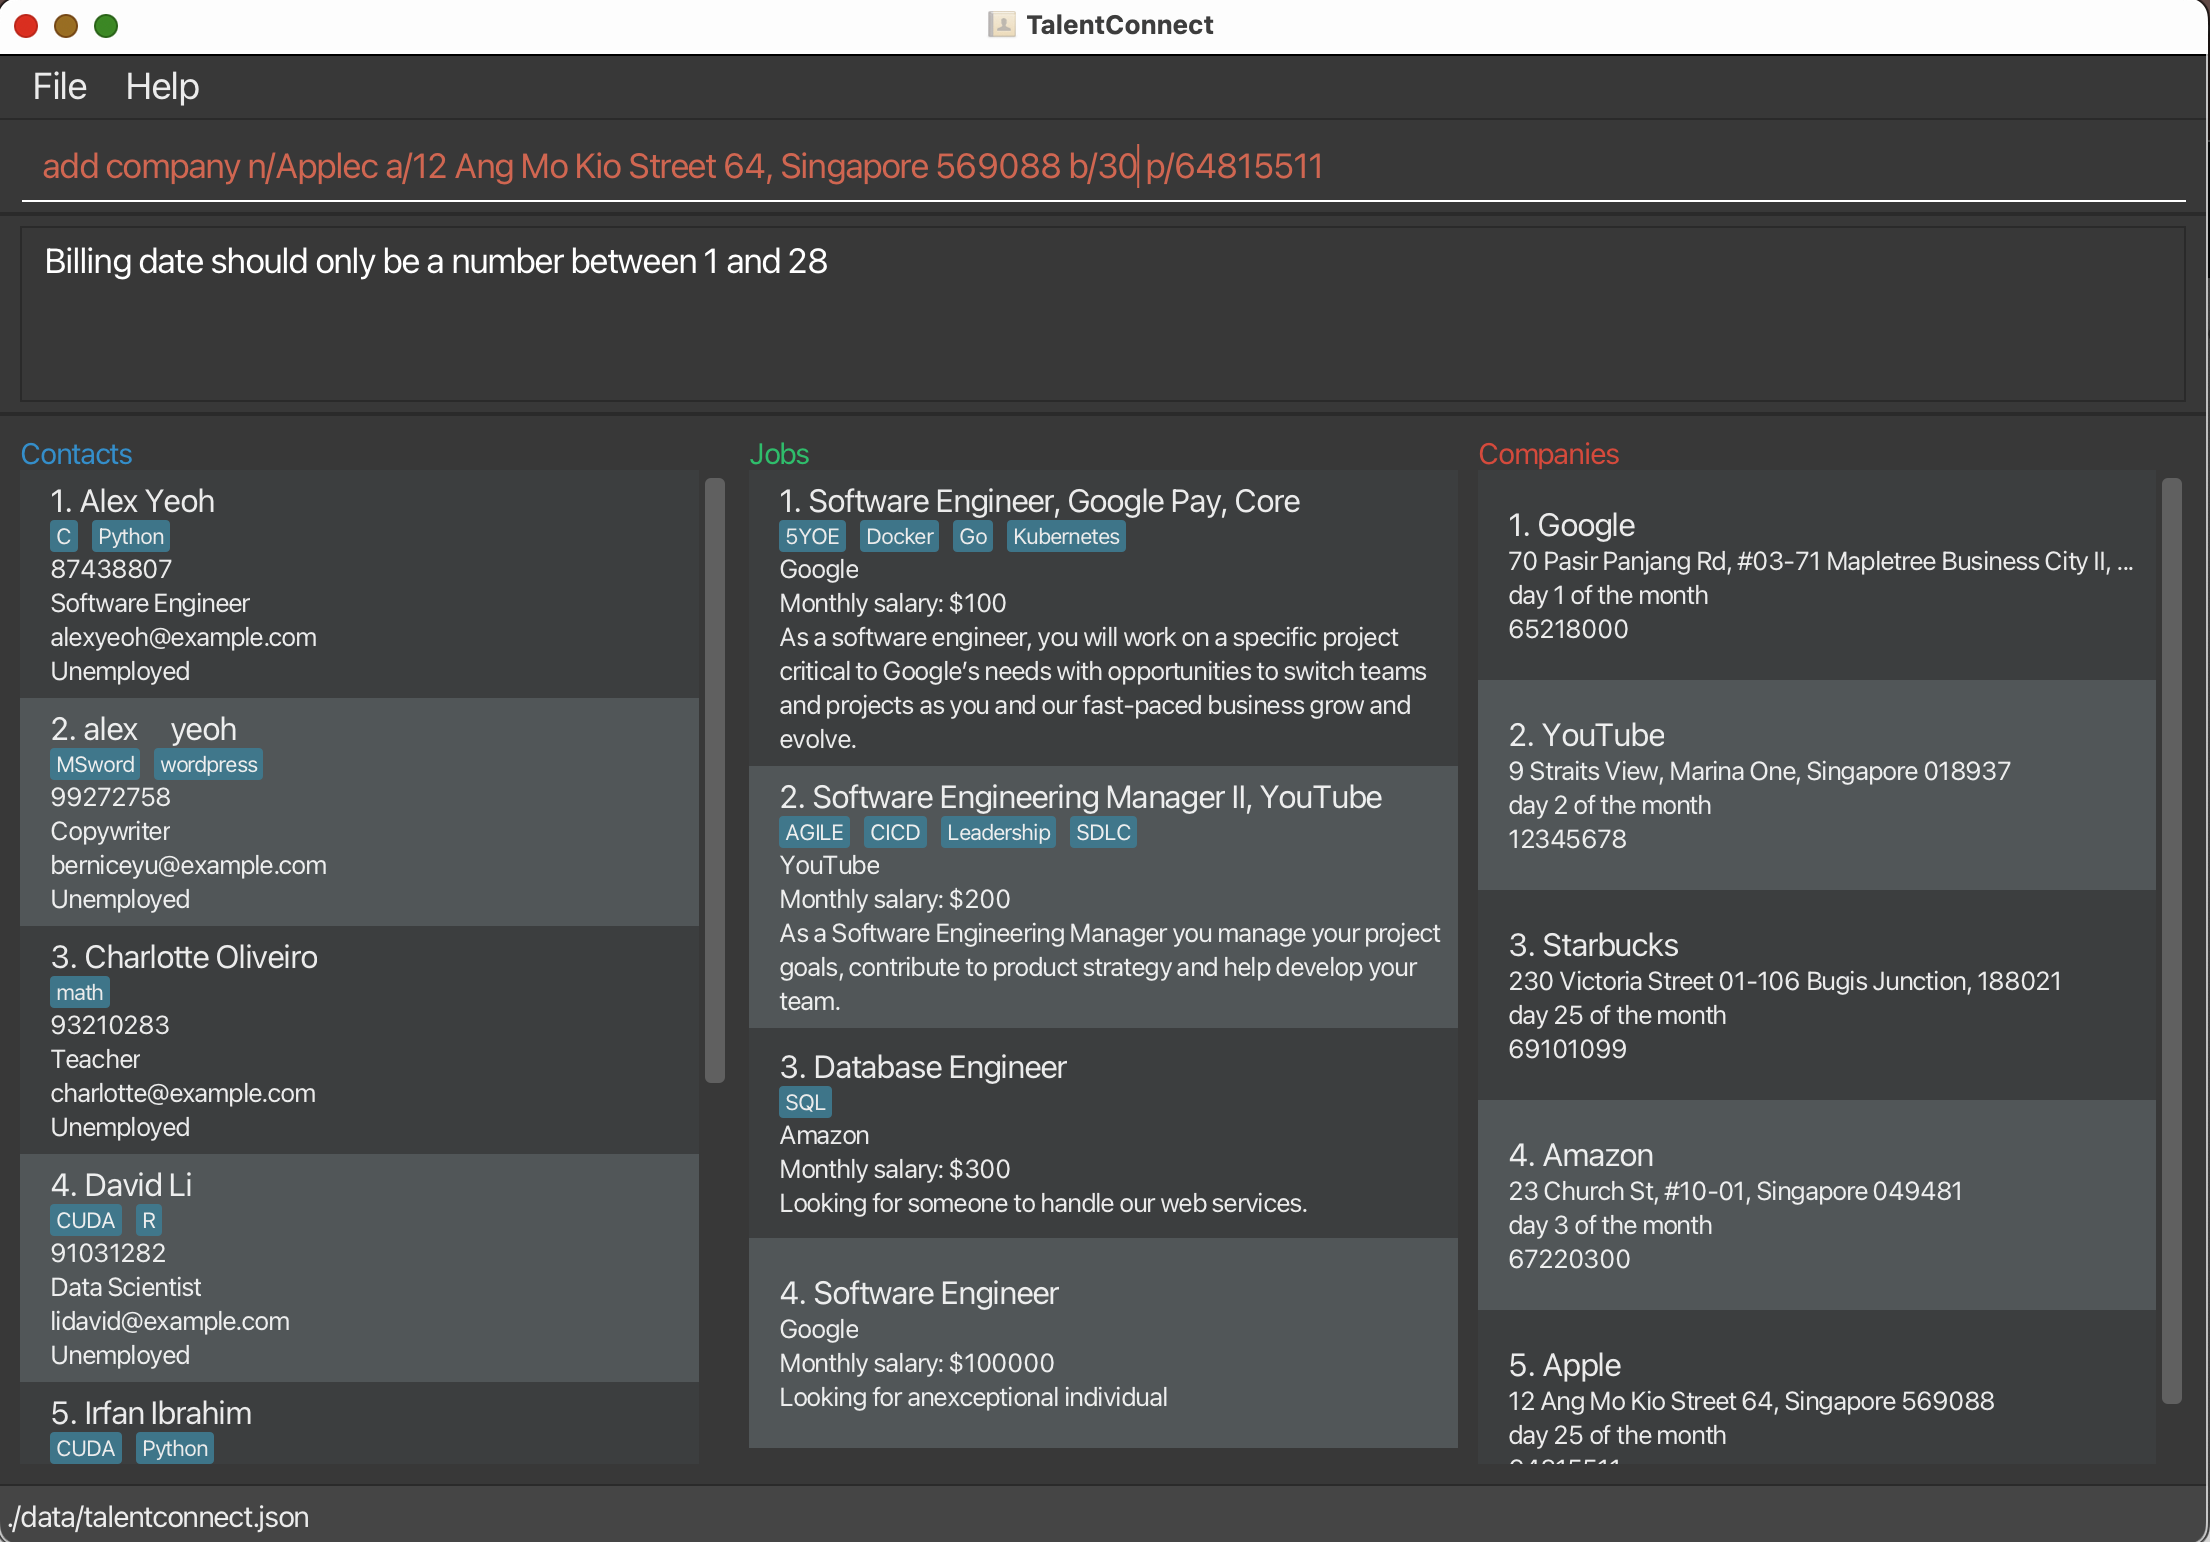 TalentConnect
File Help
add company n/Applec a/12 Ang Mo Kio Street 64, Singapore 569088 b/30 p/64815511
Billing date should only be a number between 1 and 28
Contacts
1. Alex Yeoh
C Python
87438807
Software Engineer
alexyeoh@example.com
Unemployed
2. alex yeoh
MSword wordpress
99272758
Copywriter
berniceyu@example.com
Unemployed
3. Charlotte Oliveiro
math
93210283
Teacher
charlotte@example.com
Unemployed
4. David Li
CUDA R
91031282
Data Scientist
lidavid@example.com
Unemployed
5. Irfan Ibrahim
CUDA Python
Jobs
1. Software Engineer, Google Pay, Core
5YOE Docker Go Kubernetes
Google
Monthly salary: $100
As a software engineer, you will work on a specific project
critical to Google’s needs with opportunities to switch teams
and projects as you and our fast-paced business grow and
evolve.
2. Software Engineering Manager II, YouTube
AGILE CICD Leadership SDLC
YouTube
Monthly salary: $200
As a Software Engineering Manager you manage your project
goals, contribute to product strategy and help develop your
team.
3. Database Engineer
SQL
Amazon
Monthly salary: $300
Looking for someone to handle our web services.
4. Software Engineer
Google
Monthly salary: $100000
Looking for anexceptional individual
Companies
1. Google
70 Pasir Panjang Rd, #03-71 Mapletree Business City II, ...
day 1 of the month
65218000
2. YouTube
9 Straits View, Marina One, Singapore 018937
day 2 of the month
12345678
3. Starbucks
230 Victoria Street 01-106 Bugis Junction, 188021
day 25 of the month
69101099
4. Amazon
23 Church St, #10-01, Singapore 049481
day 3 of the month
67220300
5. Apple
12 Ang Mo Kio Street 64, Singapore 569088
day 25 of the month
./data/talentconnect.json